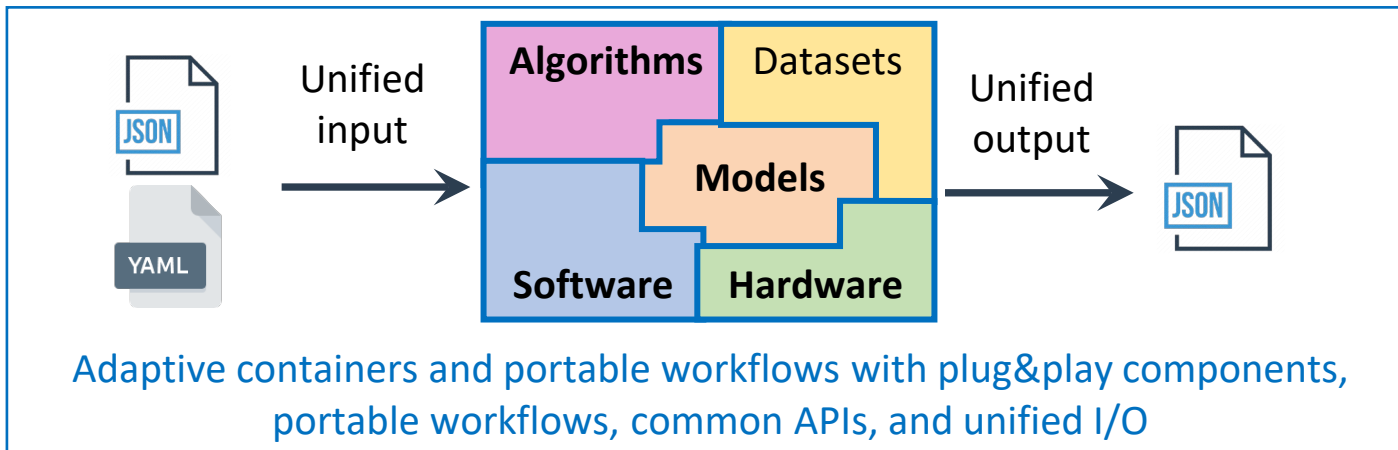 JSON
YAML
Unified
input
Algorithms
Datasets
Models
Software
Hardware
Unified
output
JSON
Adaptive containers and portable workflows with plug&play components,
portable workflows, common APIs, and unified I/O